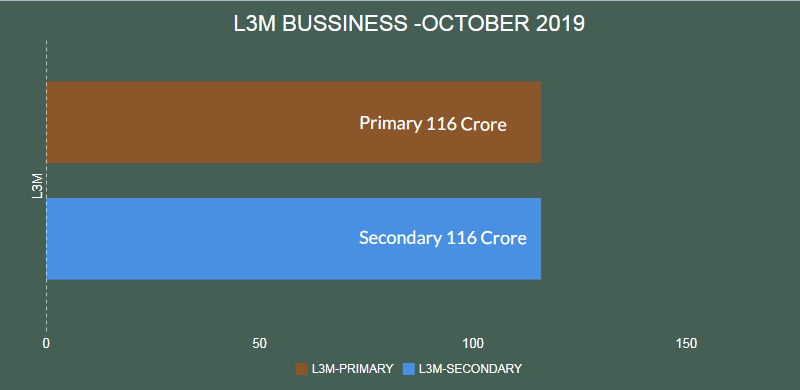 L3M BUSSINESS -OCTOBER 2019
Primary 116 Crore
L3M
Secondary 116 Crore
0 50 100 150
L3M-PRIMARY L3M-SECONDARY